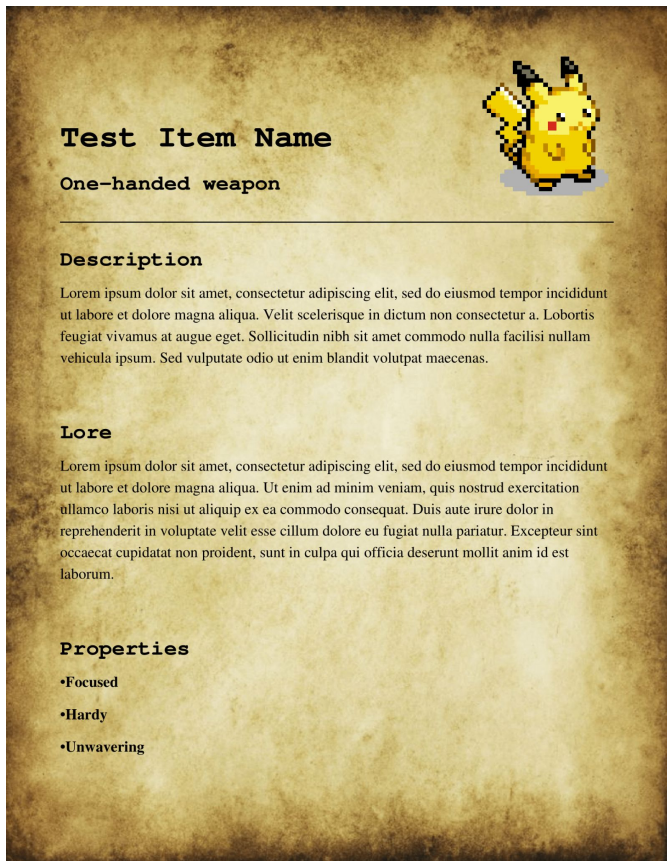 Test Item Name
One-handed weapon
Description
Lorem ipsum dolor sit amet, consectetur adipiscing elit, sed do eiusmod tempor incididunt
ut labore et dolore magna aliqua. Velit scelerisque in dictum non consectetur a. Lobortis
feugiat vivamus at augue eget. Sollicitudin nibh sit amet commodo nulla facilisi nullam
vehicula ipsum. Sed vulputate odio ut enim blandit volutpat maecenas.
Lore
Lorem ipsum dolor sit amet, consectetur adipiscing elit, sed do eiusmod tempor incididunt
ut labore et dolore magna aliqua. Ut enim ad minim veniam, quis nostrud exercitation
ullamco laboris nisi ut aliquip ex ea commodo consequat. Duis aute irure dolor in
reprehenderit in voluptate velit esse cillum dolore eu fugiat nulla pariatur. Excepteur sint
occaecat cupidatat non proident, sunt in culpa qui officia deserunt mollit anim id est
laborum.
Properties
•Focused
•Hardy
•Unwavering